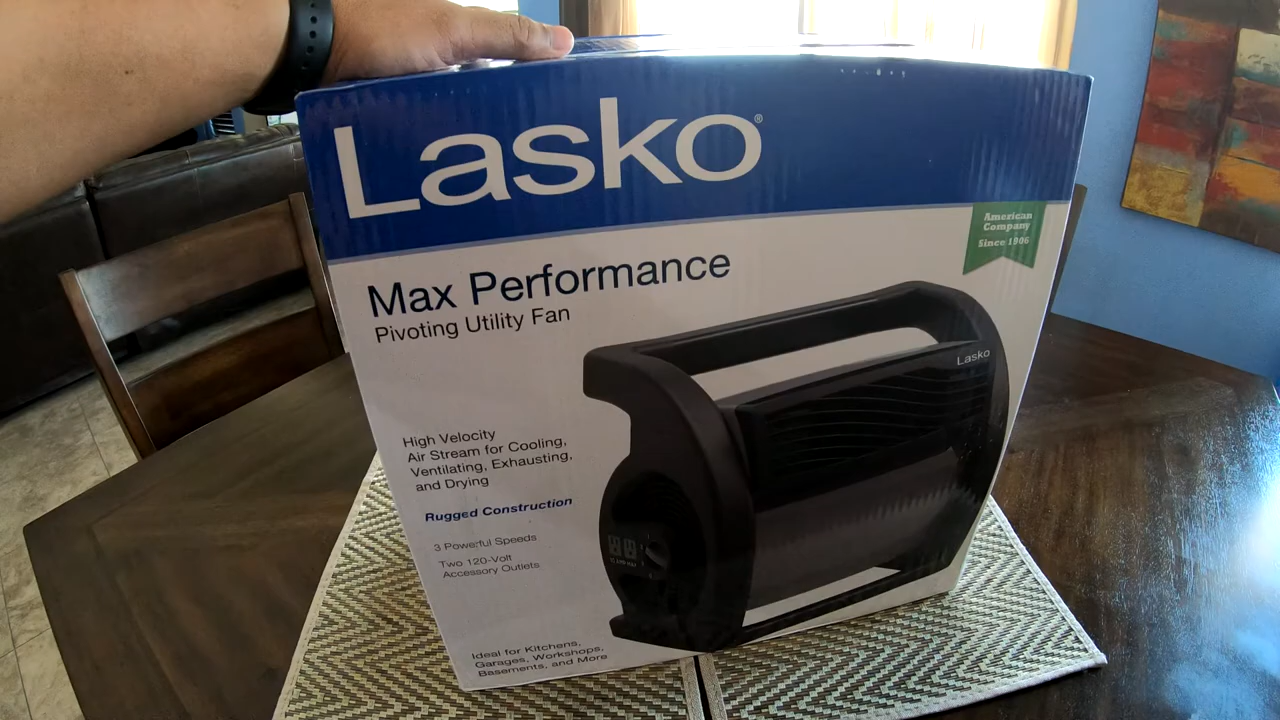 Lasko®
American
Company
Since 1906
Max Performance
Pivoting Utility Fan
Lasko
High Velocity
Air Stream for Cooling,
Ventilating, Exhausting,
and Drying
Rugged Construction
3 Powerful Speeds
Two 120-Volt
Accessory Outlets
Ideal for Kitchens,
Garages, Workshops,
Basements, and More